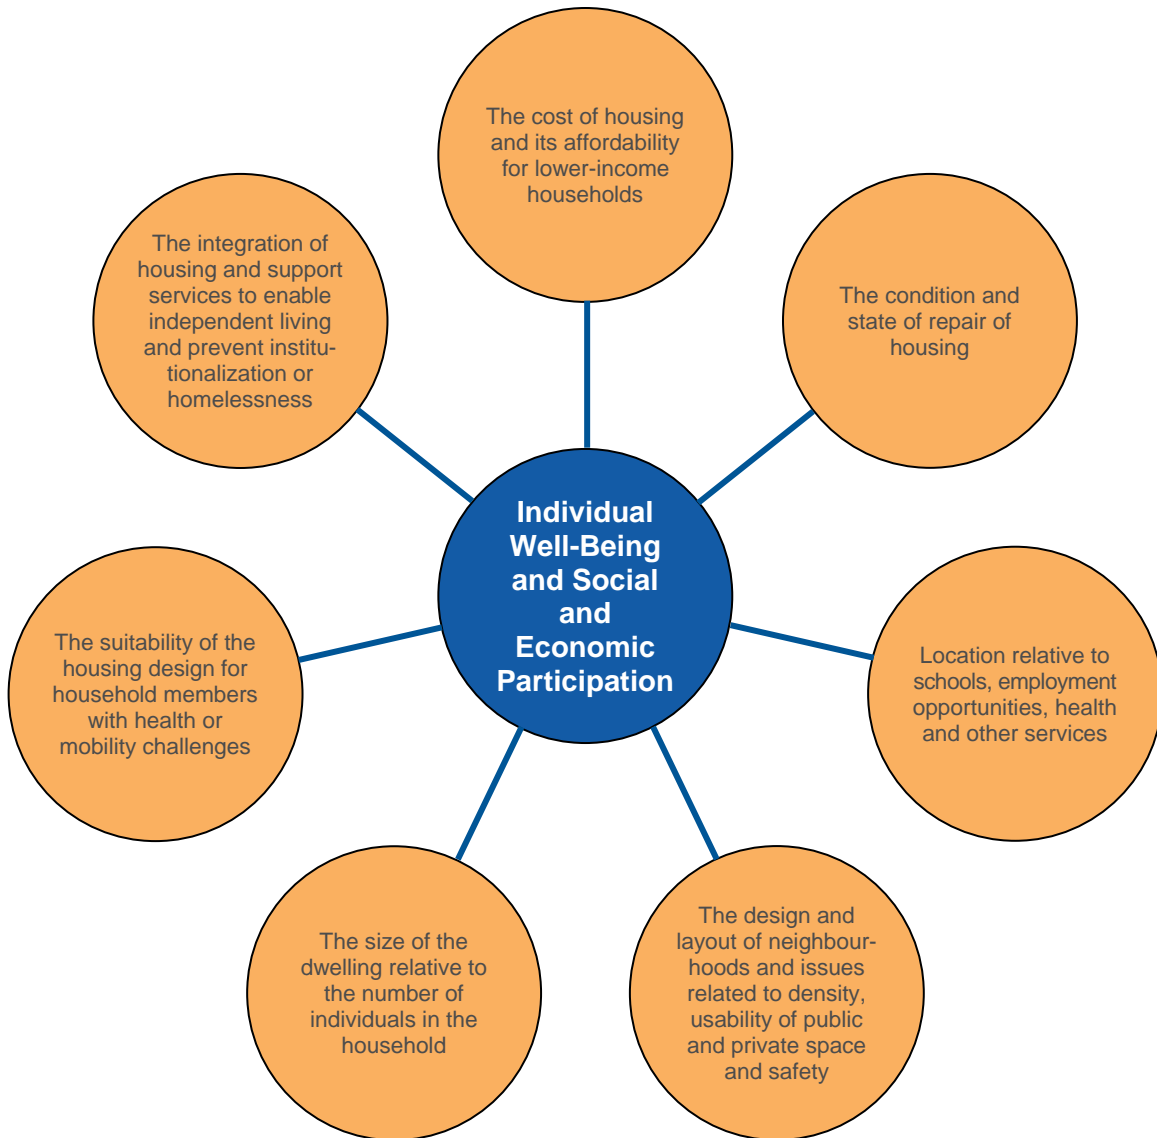 The cost of housing
and its affordability
for lower-income
households
The condition and
state of repair of
housing
Location relative to
schools, employment
opportunities, health
and other services
The design and
layout of neighbour-
hoods and issues
related to density,
usability of public
and private space
and safety
The size of the
dwelling relative to
the number of
individuals in the
household
The suitability of the
housing design for
household members
with health or
mobility challenges
The integration of
housing and support
services to enable
independent living
and prevent institu-
tionalization or
homelessness
Individual
Well-Being
and Social
and
Economic
Participation